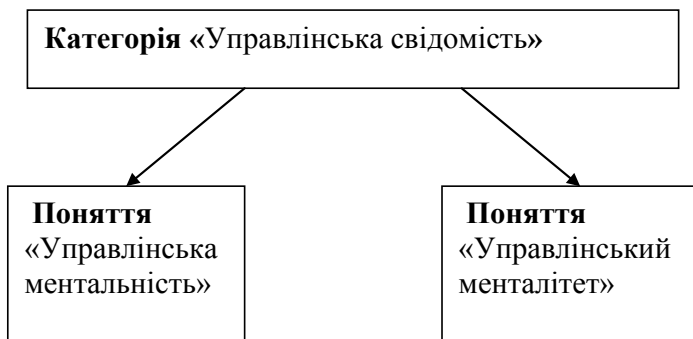 Категорія «Управлінська свідомість»
Поняття
«Управлінська
ментальність»
Поняття
«Управлінський
менталітет»